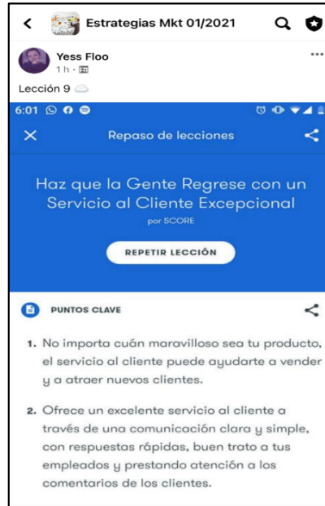 Estrategias Mkt 01/2021
Yess Floo
1 h ·
Lección 9
6:01
Repaso de lecciones
Haz que la Gente Regrese con un
Servicio al Cliente Excepcional
por SCORE
REPETIR LECCIÓN
PUNTOS CLAVE
1. No importa cuán maravilloso sea tu producto,
el servicio al cliente puede ayudarte a vender
y a atraer nuevos clientes.
2. Ofrece un excelente servicio al cliente a
través de una comunicación clara y simple,
con respuestas rápidas, buen trato a tus
empleados y prestando atención a los
comentarios de los clientes.